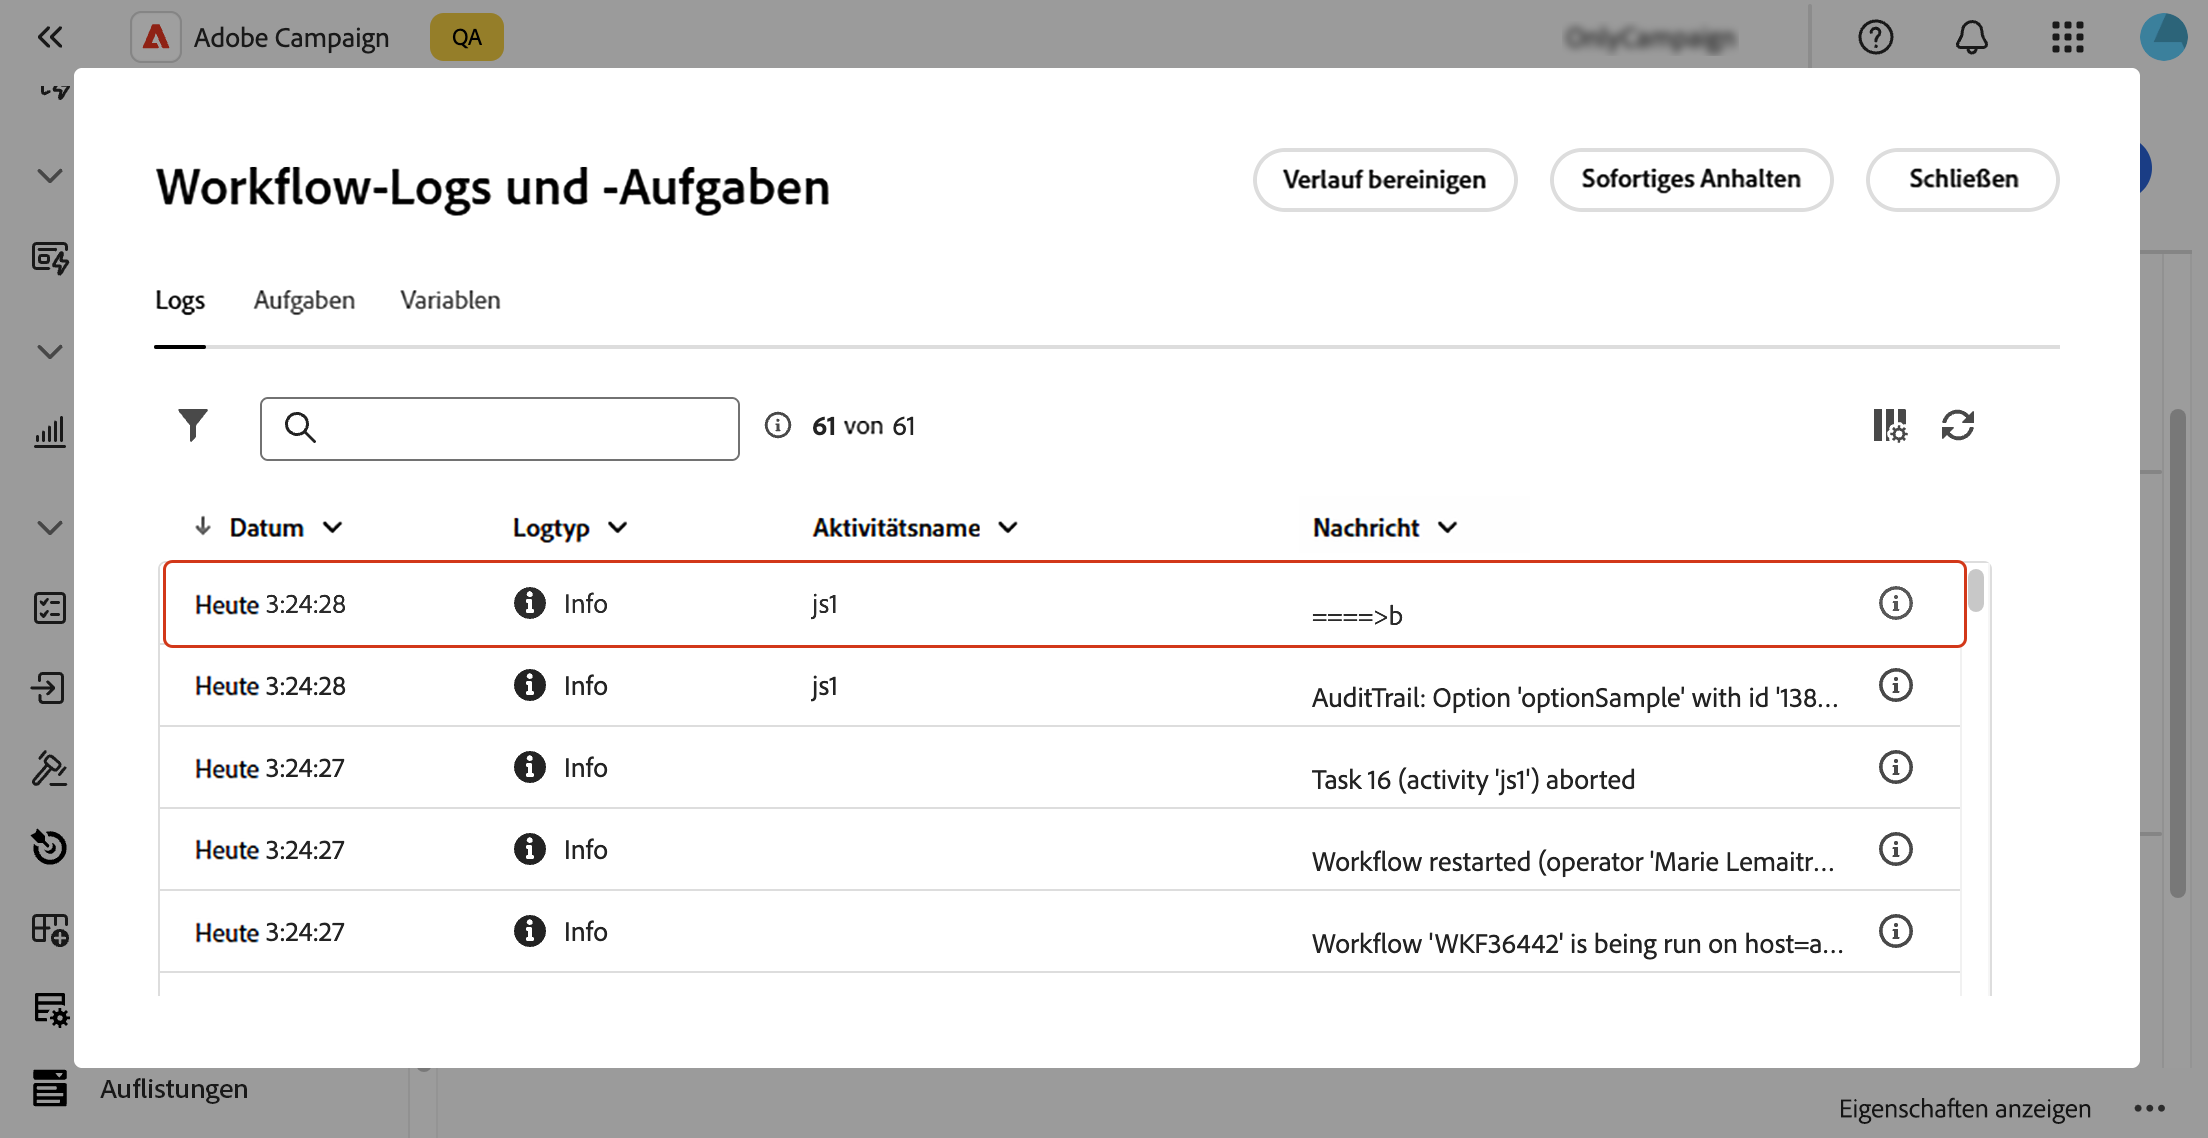 Adobe Campaign QA
Workflow-Logs und -Aufgaben
Verlauf bereinigen Sofortiges Anhalten Schließen
Logs Aufgaben Variablen
61 von 61
Datum Logtyp Aktivitätsname Nachricht
Heute 3:24:28 Info js1 ====>b
Heute 3:24:28 Info js1 AuditTrail: Option 'optionSample' with id '138...
Heute 3:24:27 Info Task 16 (activity 'js1') aborted
Heute 3:24:27 Info Workflow restarted (operator 'Marie Lemaitr...
Heute 3:24:27 Info Workflow 'WKF36442' is being run on host=a...
Auflistungen
Eigenschaften anzeigen